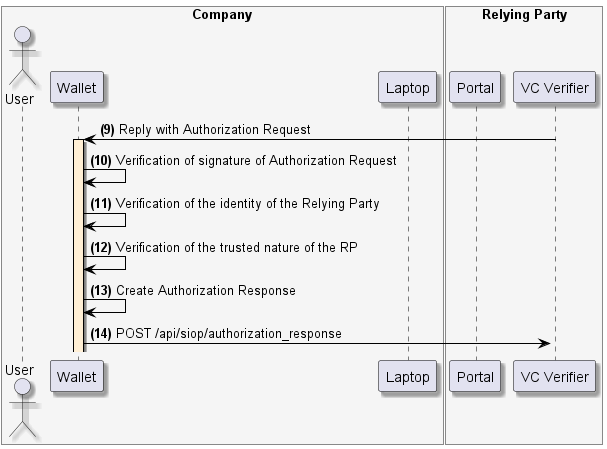 Company
Relying Party
User
Wallet
Laptop
Portal
VC Verifier
(9) Reply with Authorization Request
(10) Verification of signature of Authorization Request
(11) Verification of the identity of the Relying Party
(12) Verification of the trusted nature of the RP
(13) Create Authorization Response
(14) POST /api/siop/authorization_response
User
Wallet
Laptop
Portal
VC Verifier